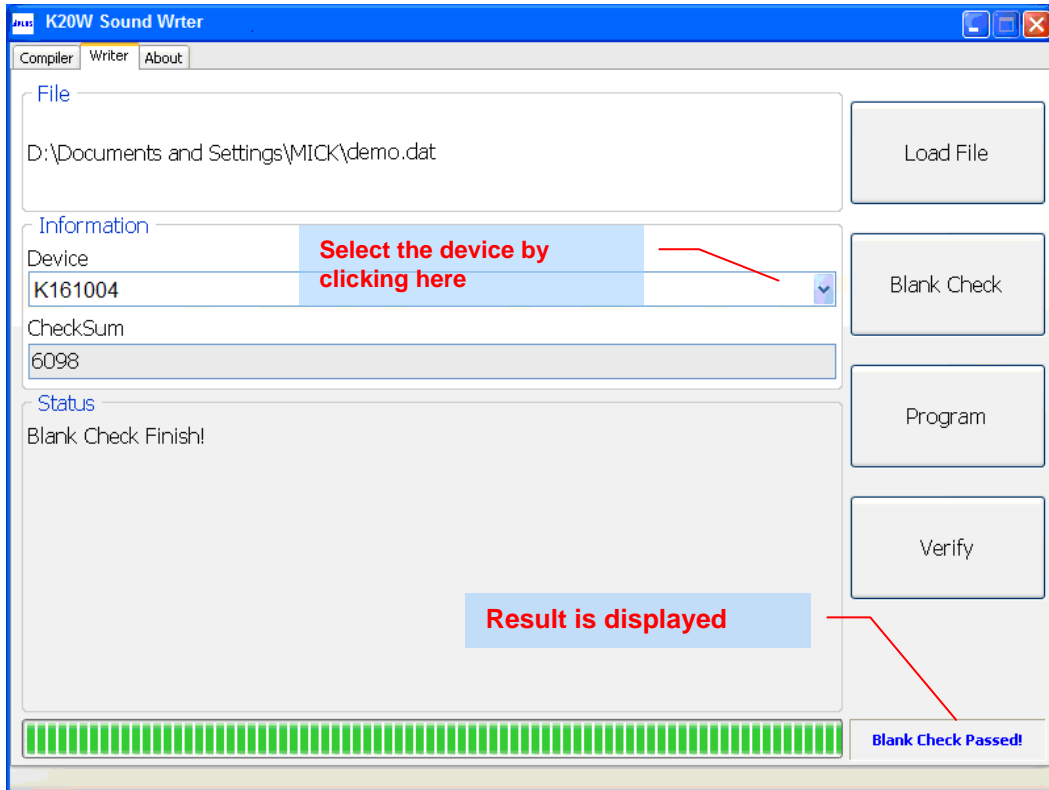 APLUS K20W Sound Wrter
Compiler Writer About
File
D:\Documents and Settings\MICK\demo.dat
Load File
Information
Select the device by
clicking here
Device
K161004
Blank Check
CheckSum
6098
Status
Blank Check Finish!
Program
Verify
Result is displayed
Blank Check Passed!